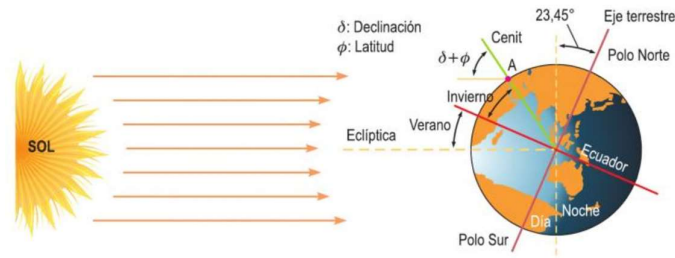 δ: Declinación
ϕ: Latitud
23,45°
Eje terrestre
Cenit
Polo Norte
δ+ϕ
A
Invierno
Verano
Eclíptica
SOL
Ecuador
Día
Noche
Polo Sur